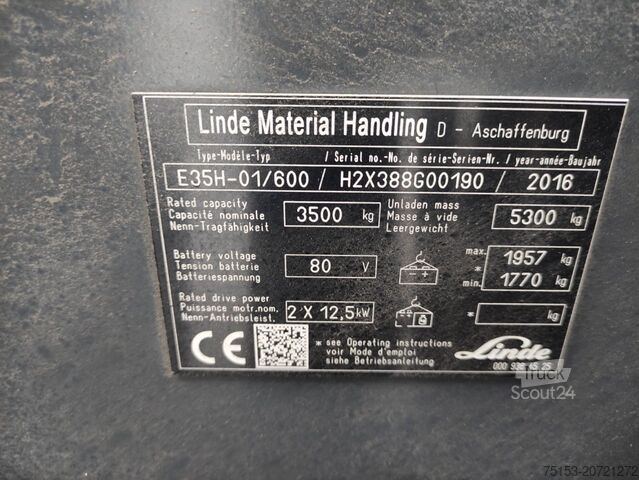 Linde Material Handling D - Aschaffenburg
Type-Modèle-Typ / Serial no.-No. de série-Serien-Nr. / year-année-Baujahr
E35H-01/600 / H2X388G00190 / 2016
Rated capacity
Capacité nominale
Nenn-Tragfähigkeit
3500 kg
Unladen mass
Masse à vide
Leergewicht
5300 kg
Battery voltage
Tension batterie
Batteriespannung
80 V
max. 1957 kg
*
min. 1770 kg
Rated drive power
Puissance motr.nom.
Nenn-Antriebsleist.
2 X 12,5 kW
* kg
CE
* see Operating instructions
voir Mode d'emploi
siehe Betriebsanleitung
Linde
000 938 45 25
Truck
Scout24
75153-20721272